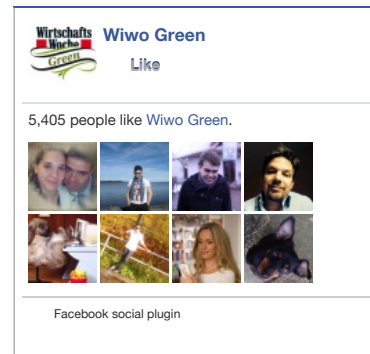 Wirtschafts
Woche
Green
Wiwo Green
Like
5,405 people like Wiwo Green.
Facebook social plugin